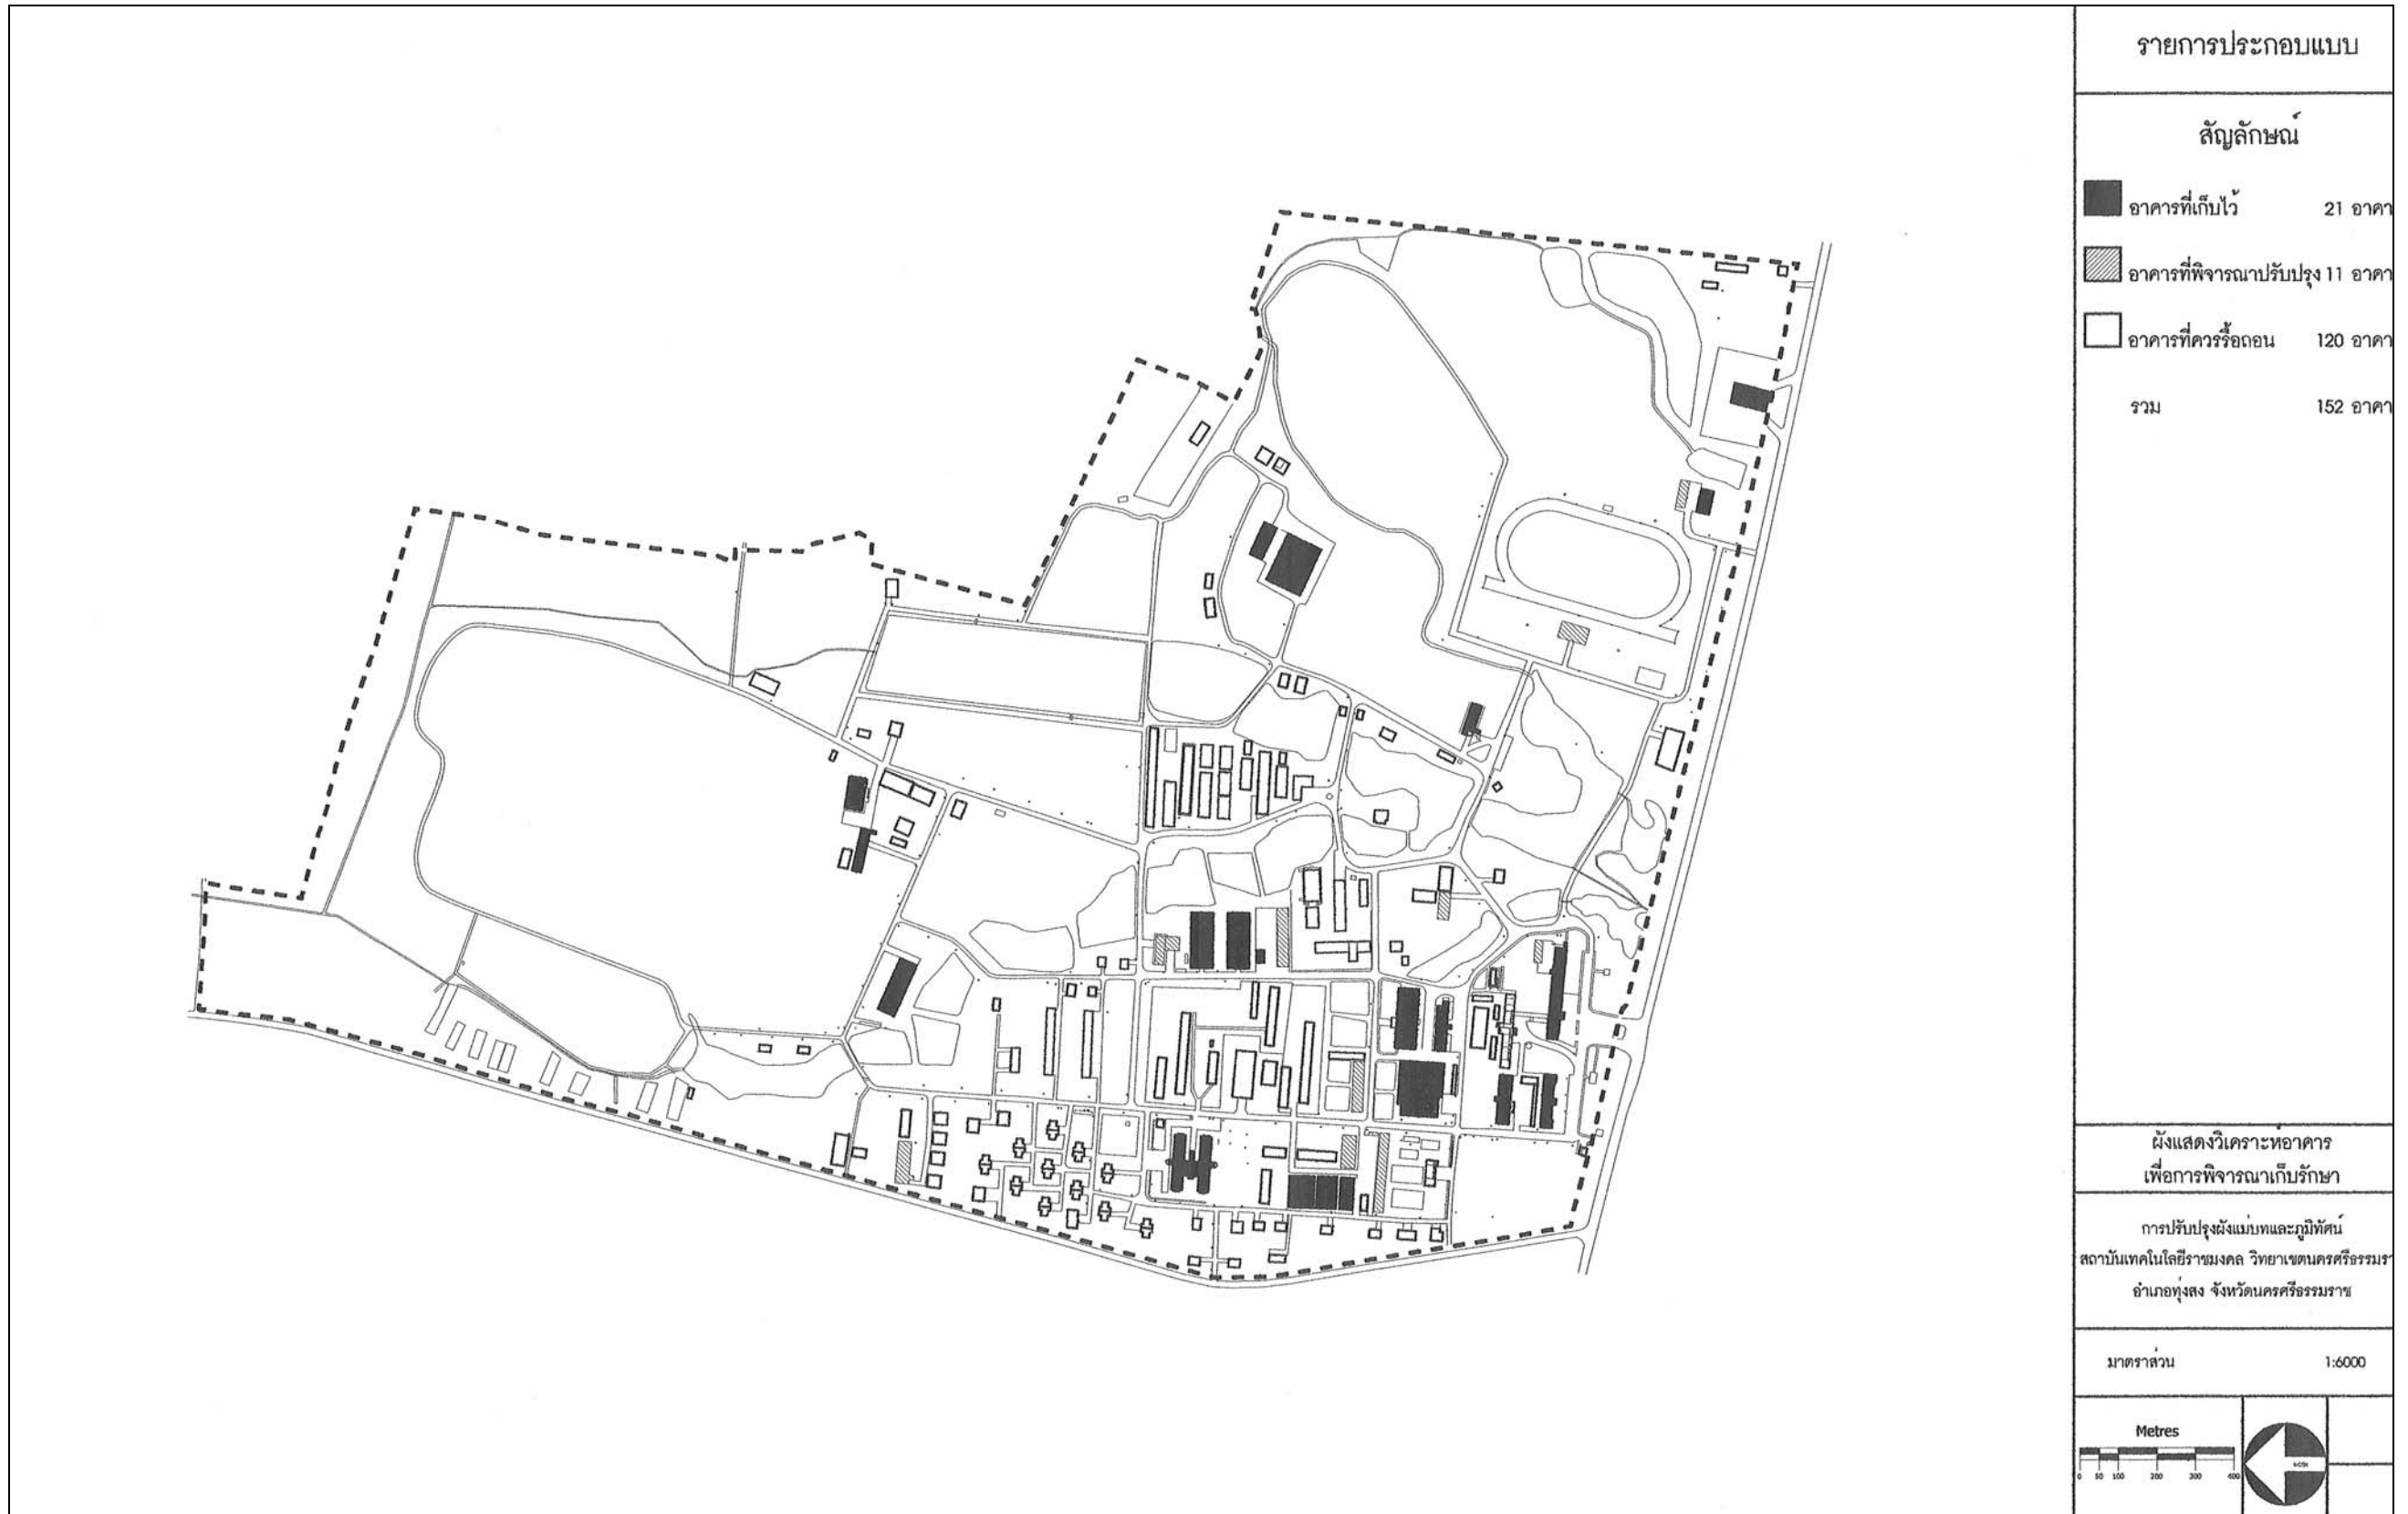 รายการประกอบแบบ
สัญลักษณ์
อาคารที่เก็บไว้ 21 อาคา
อาคารที่พิจารณาปรับปรุง 11 อาคา
อาคารที่ควรรื้อถอน 120 อาคา
รวม 152 อาคา
ผังแสดงวิเคราะห์อาคาร
เพื่อการพิจารณาเก็บรักษา
การปรับปรุงผังแม่บทและภูมิทัศน์
สถาบันเทคโนโลยีราชมงคล วิทยาเขตนครศรีธรรมรา
อำเภอทุ่งสง จังหวัดนครศรีธรรมราช
มาตราส่วน 1:6000
Metres
0 50 100 200 300 400